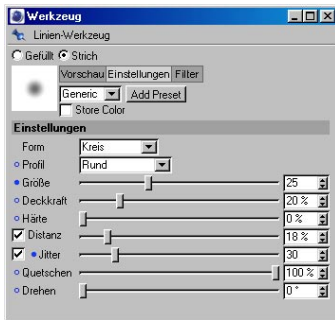 Werkzeug
Linien-Werkzeug
Gefüllt Strich
Vorschau Einstellungen Filter
Generic Add Preset
Store Color
Einstellungen
Form Kreis
Profil Rund
Größe 25
Deckkraft 20 %
Härte 0 %
Distanz 18 %
Jitter 30
Quetschen 100 %
Drehen 0 °